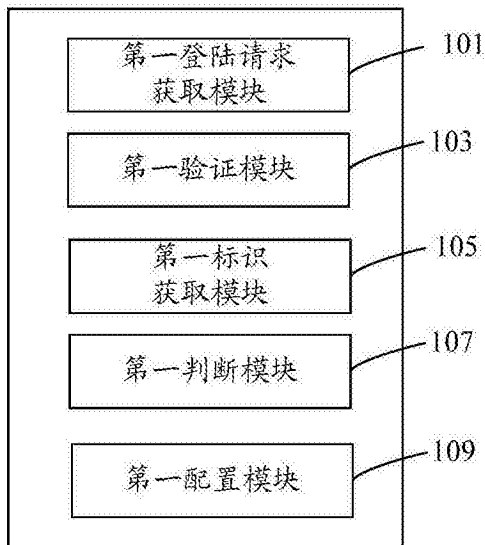 第一登陆请求
获取模块
101
第一验证模块
103
第一标识
获取模块
105
第一判断模块
107
第一配置模块
109